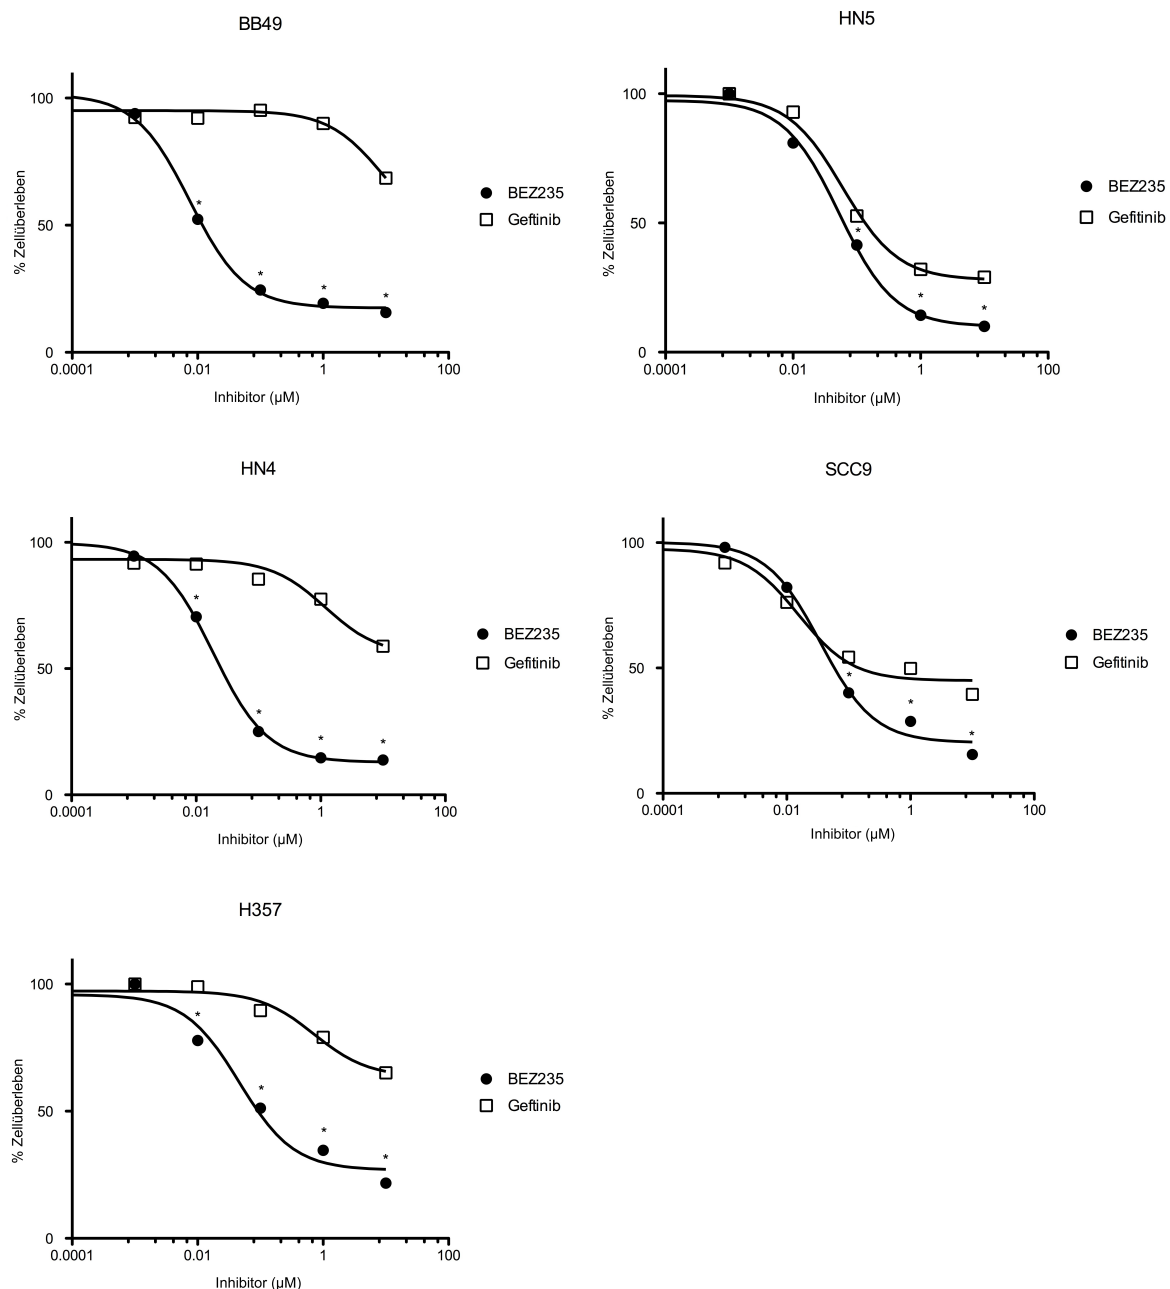 BB49
100
50
0
0.0001
0.01
1
100
% Zellüberleben
Inhibitor (µM)
BEZ235
Geftinib
*
*
*
*
HN5
100
50
0
0.0001
0.01
1
100
% Zellüberleben
Inhibitor (µM)
BEZ235
Gefitinib
*
*
*
HN4
100
50
0
0.0001
0.01
1
100
% Zellüberleben
Inhibitor (µM)
BEZ235
Gefitinib
*
*
*
*
SCC9
100
50
0
0.0001
0.01
1
100
% Zellüberleben
Inhibitor (µM)
BEZ235
Gefitinib
*
*
*
H357
100
50
0
0.0001
0.01
1
100
% Zellüberleben
Inhibitor (µM)
BEZ235
Geftinib
*
*
*
*